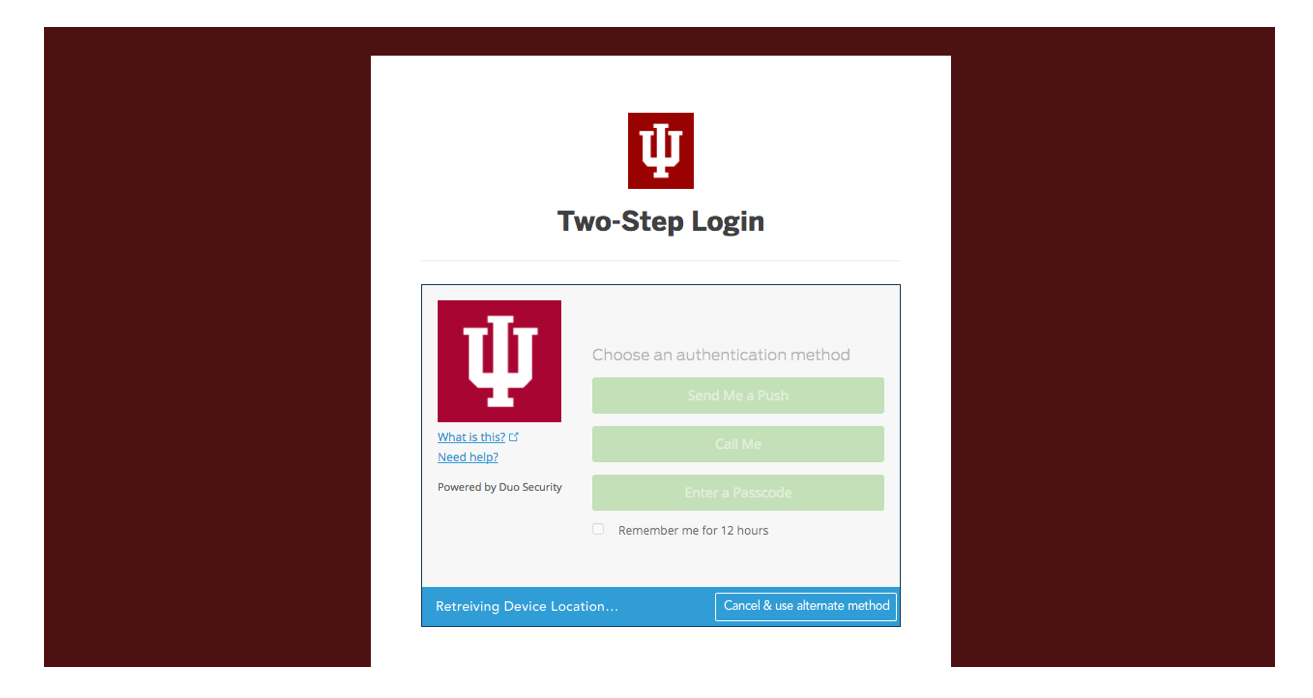 Two-Step Login
What is this?
Need help?
Powered by Duo Security
Choose an authentication method
Send Me a Push
Call Me
Enter a Passcode
Remember me for 12 hours
Retreiving Device Location...
Cancel & use alternate method